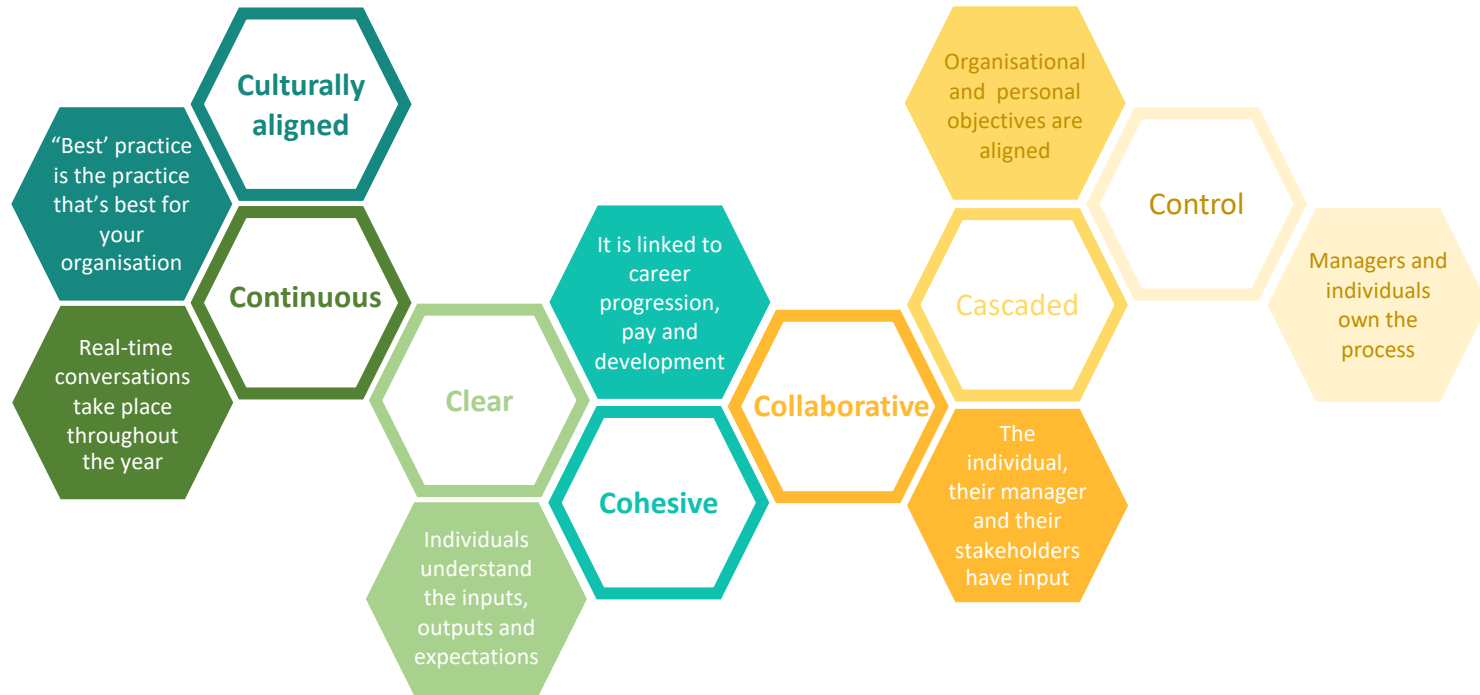 Culturally
aligned
“Best’ practice
is the practice
that’s best for
your
organisation
Continuous
Real-time
conversations
take place
throughout
the year
Clear
Individuals
understand
the inputs,
outputs and
expectations
It is linked to
career
progression,
pay and
development
Cohesive
Collaborative
The
individual,
their manager
and their
stakeholders
have input
Organisational
and personal
objectives are
aligned
Cascaded
Control
Managers and
individuals
own the
process